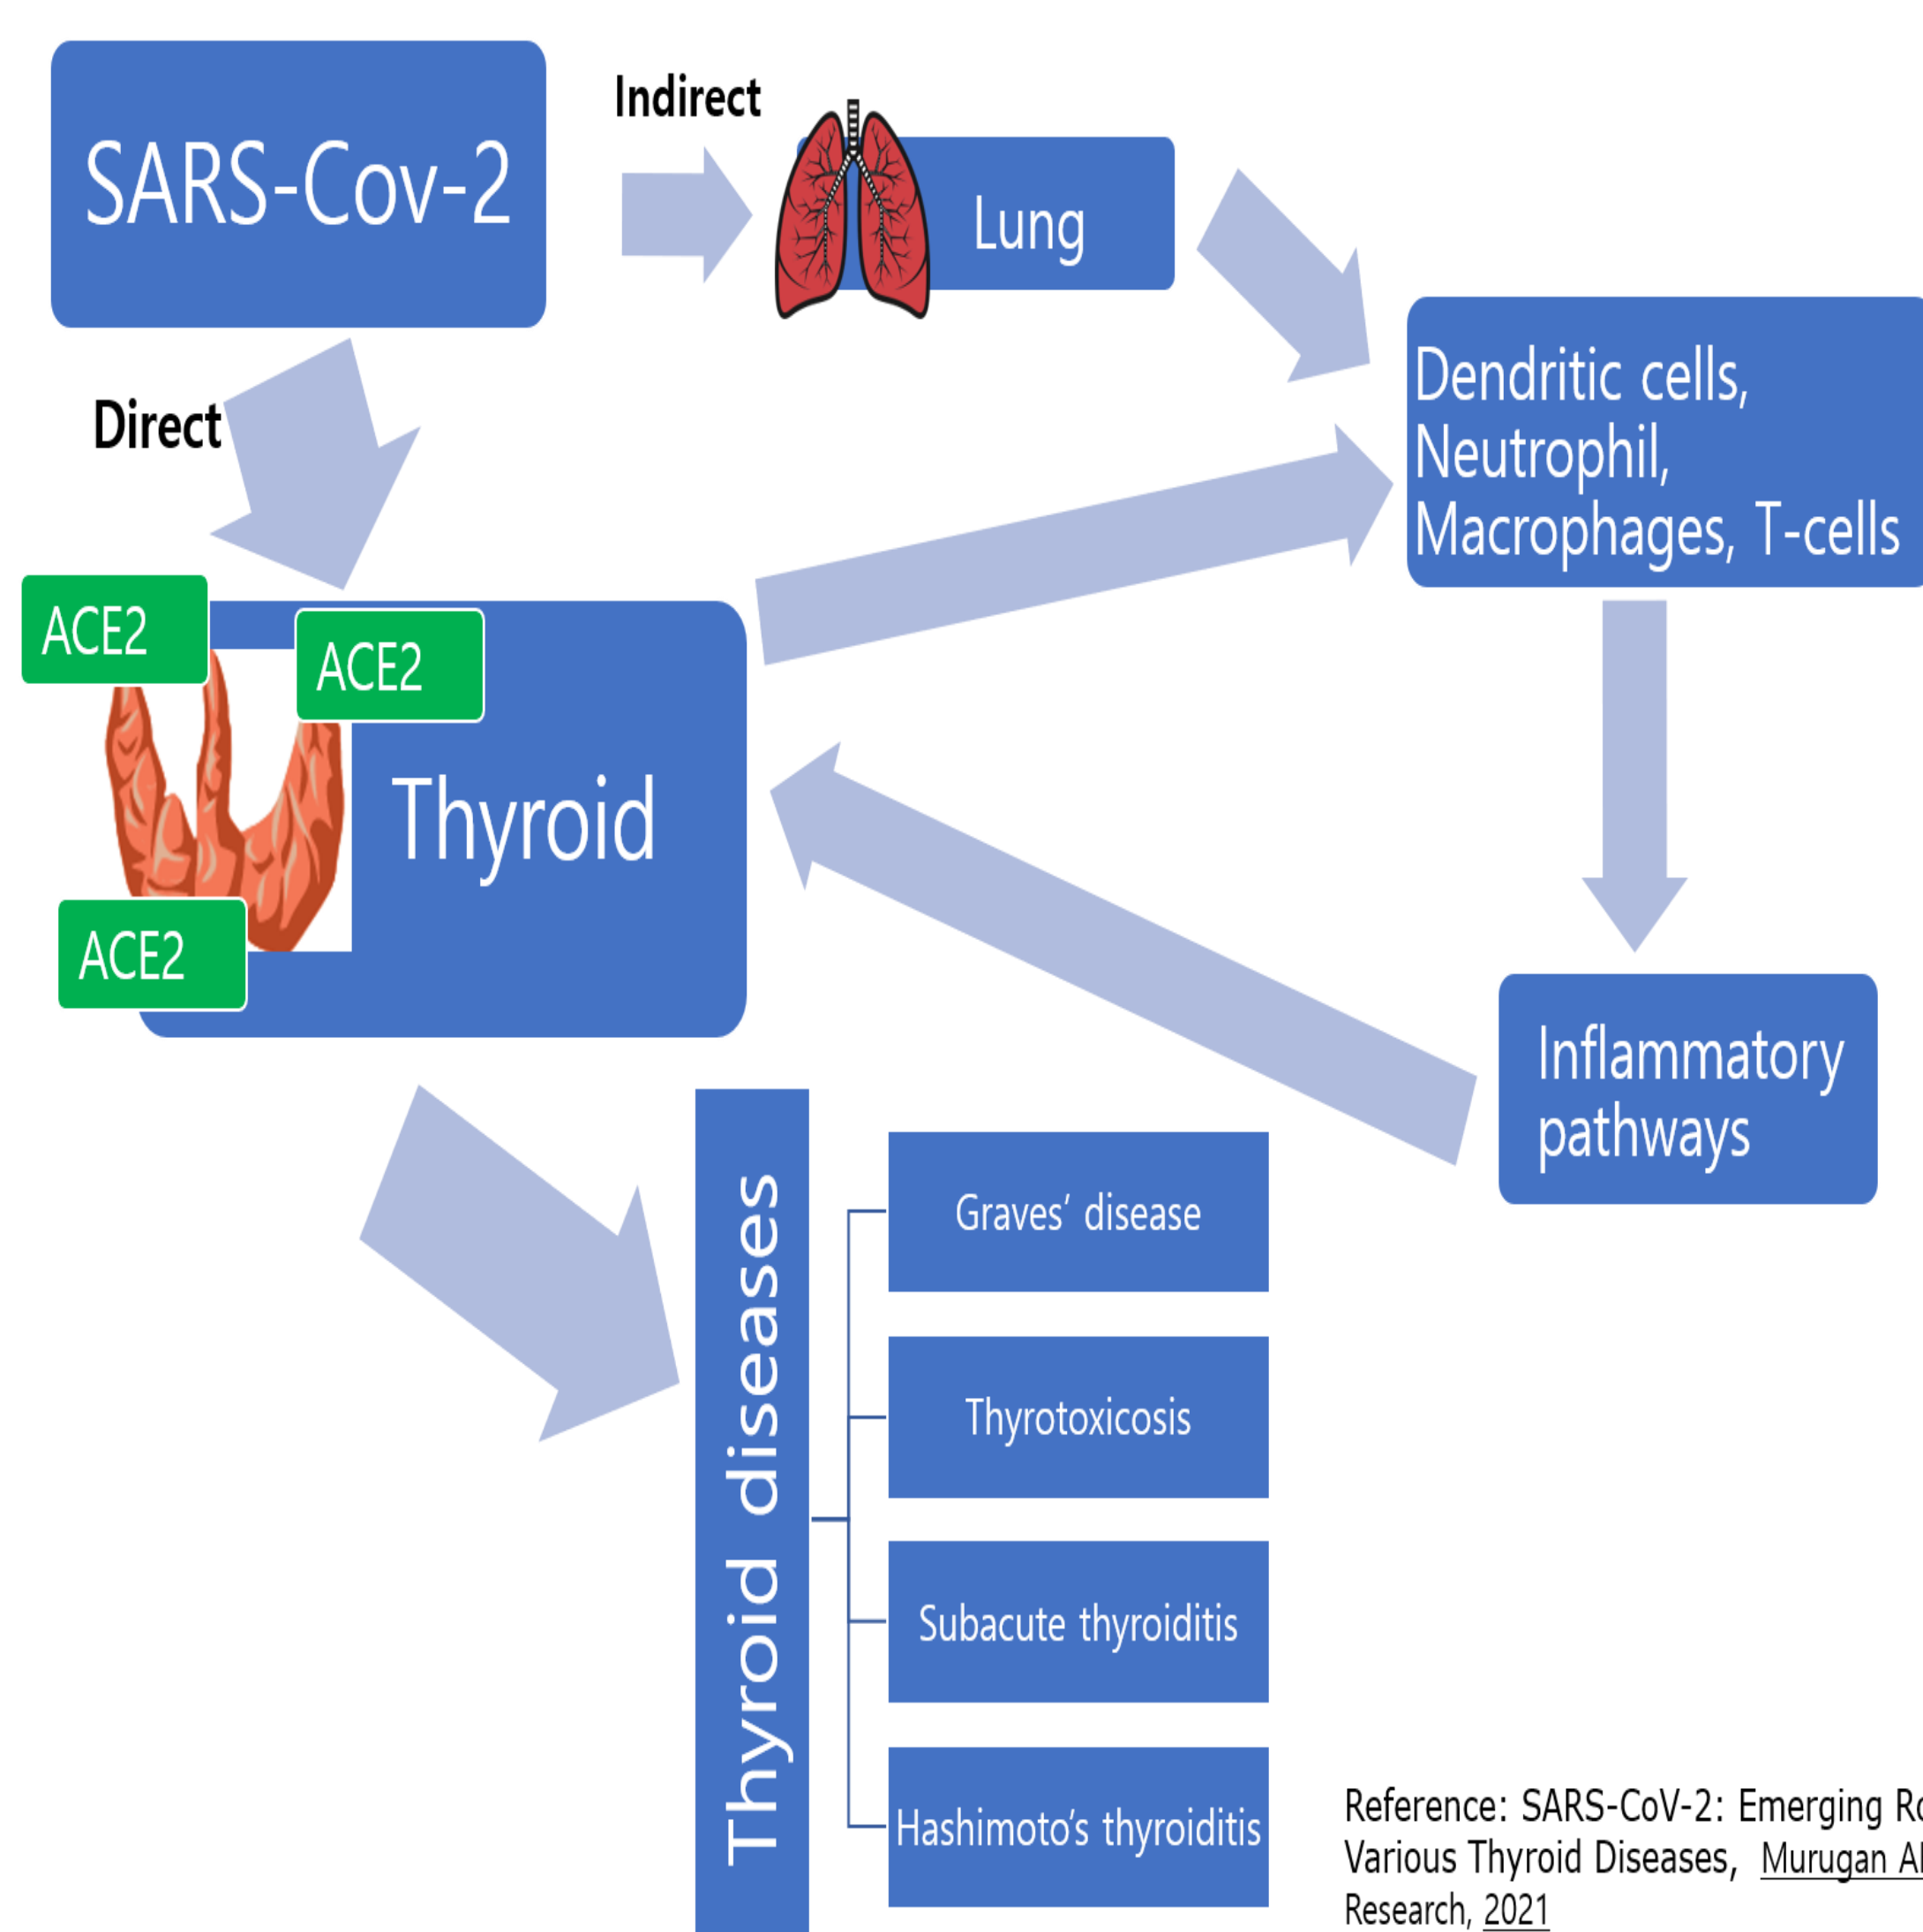 SARS-Cov-2
Indirect
Lung
Direct
Dendritic cells,
Neutrophil,
Macrophages, T-cells
ACE2
ACE2
Thyroid
ACE2
Inflammatory
pathways
Thyroid diseases
Graves’ disease
Thyrotoxicosis
Subacute thyroiditis
Hashimoto’s thyroiditis
Reference: SARS-CoV-2: Emerging
Various Thyroid Diseases, Murugan
Research, 2021